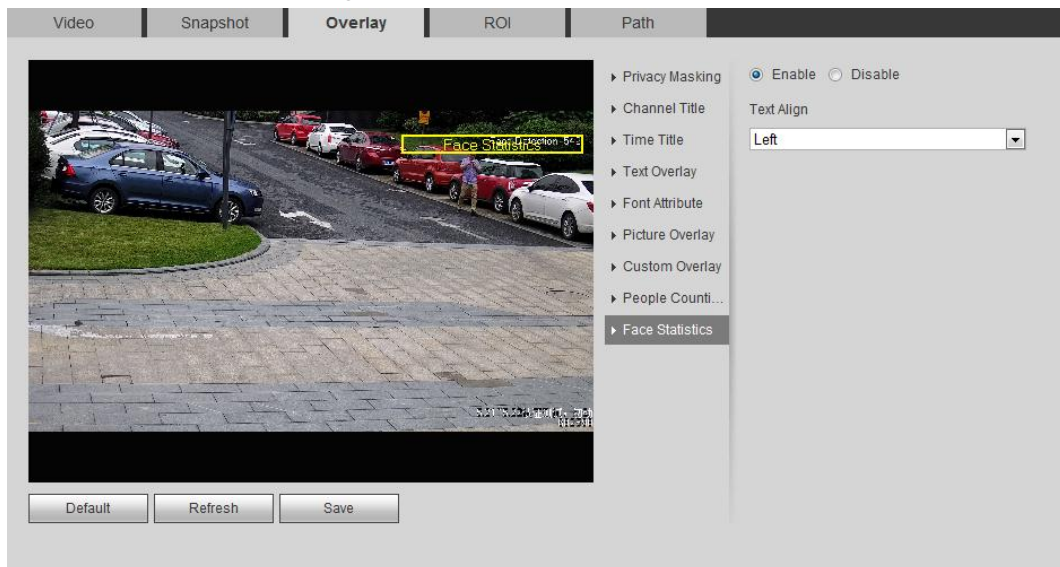 Video
Snapshot
Overlay
ROI
Path
Face Statistics
Privacy Masking
Channel Title
Time Title
Text Overlay
Font Attribute
Picture Overlay
Custom Overlay
People Counti...
Face Statistics
Enable
Disable
Text Align
Left
Default
Refresh
Save